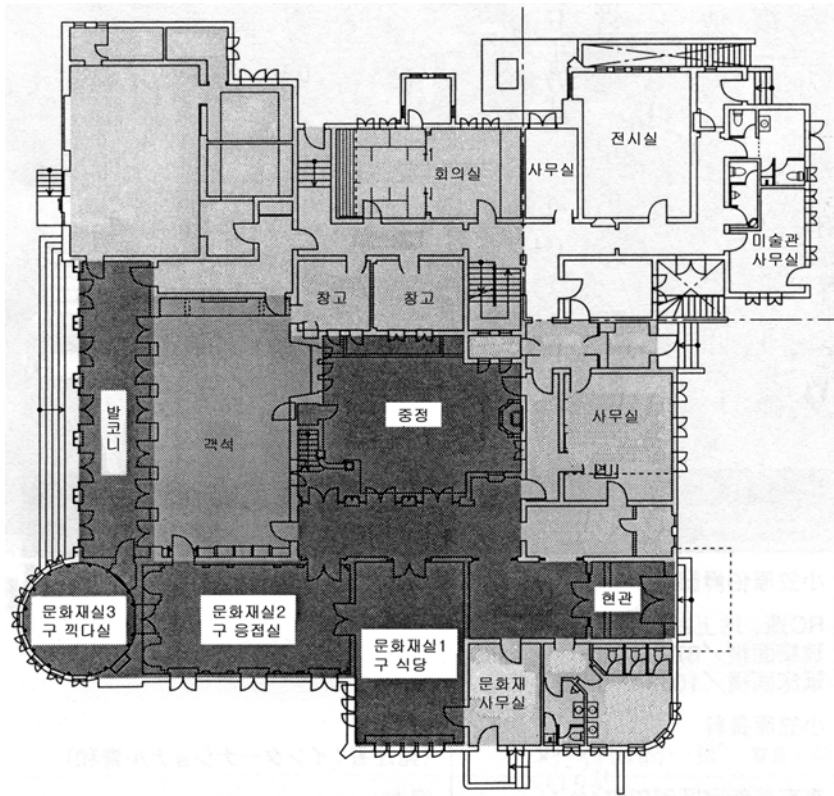 전시실
회의실
사무실
미술관
사무실
창고
창고
사무실
중정
발코니
객석
현관
문화재실3
구 끽다실
문화재실2
구 응접실
문화재실1
구 식당
문화재
사무실